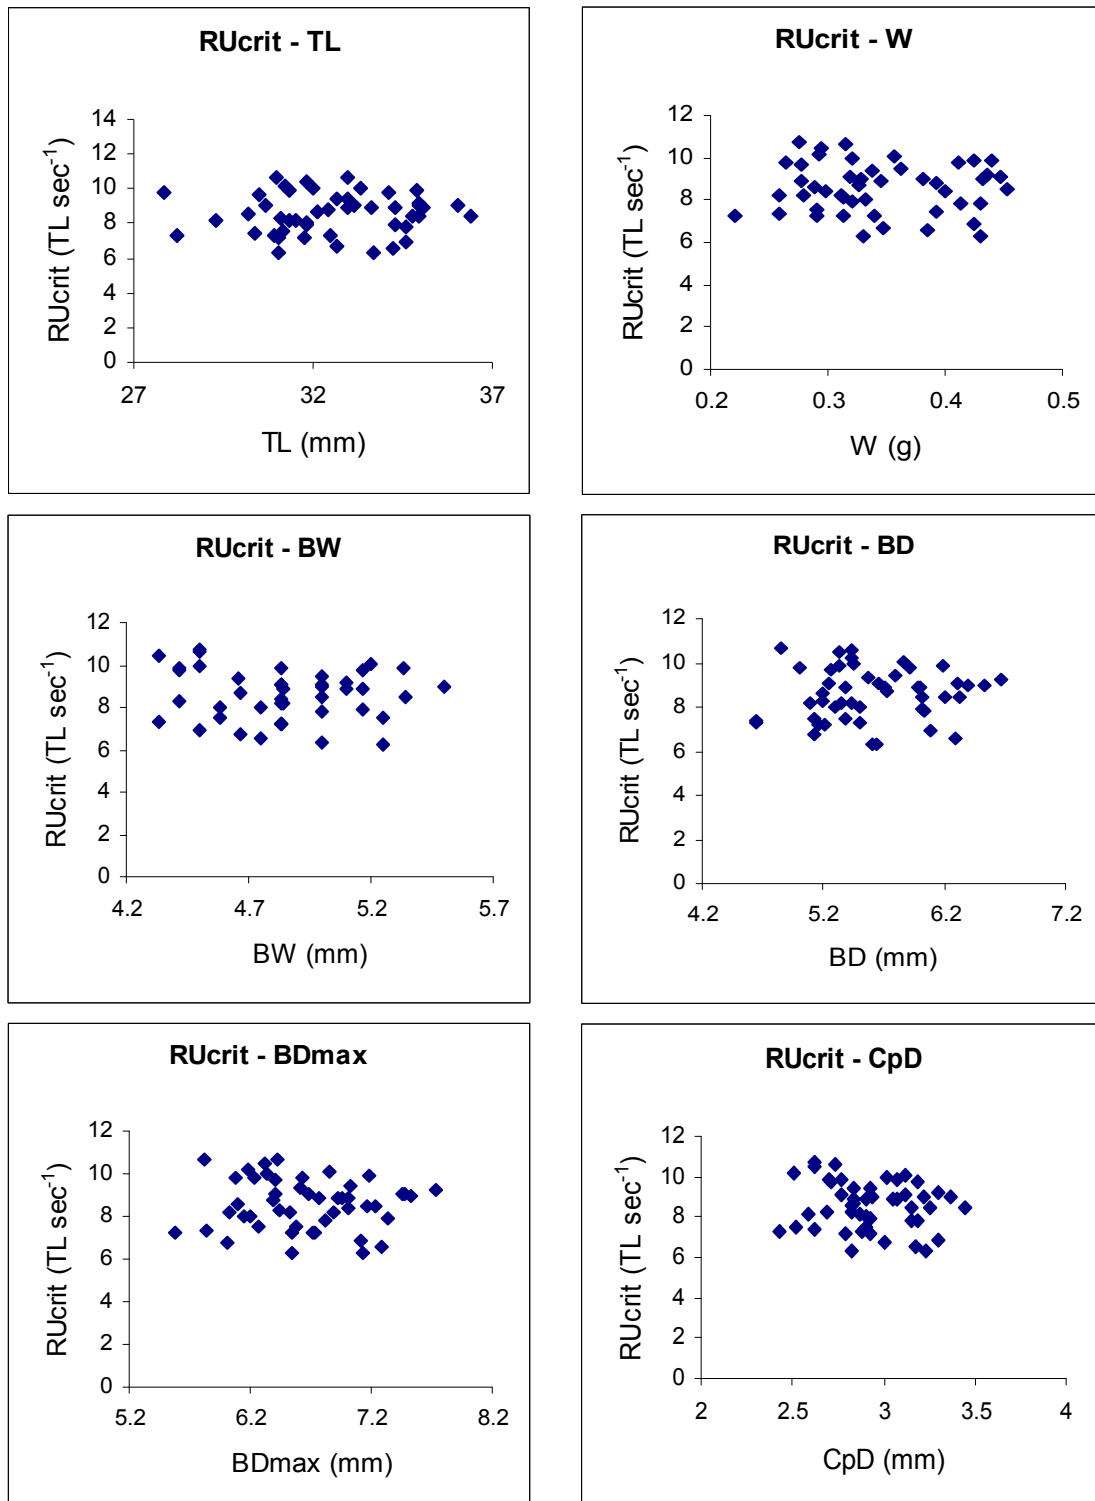 RUcrit - TL
RUcrit (TL sec-1)
14
12
10
8
6
4
2
0
27 32 37
TL (mm)
RUcrit - W
RUcrit (TL sec-1)
12
10
8
6
4
2
0
0.2 0.3 0.4 0.5
W (g)
RUcrit - BW
RUcrit (TL sec-1)
12
10
8
6
4
2
0
4.2 4.7 5.2 5.7
BW (mm)
RUcrit - BD
RUcrit (TL sec-1)
12
10
8
6
4
2
0
4.2 5.2 6.2 7.2
BD (mm)
RUcrit - BDmax
RUcrit (TL sec-1)
12
10
8
6
4
2
0
5.2 6.2 7.2 8.2
BDmax (mm)
RUcrit - CpD
RUcrit (TL sec-1)
12
10
8
6
4
2
0
2 2.5 3 3.5 4
CpD (mm)